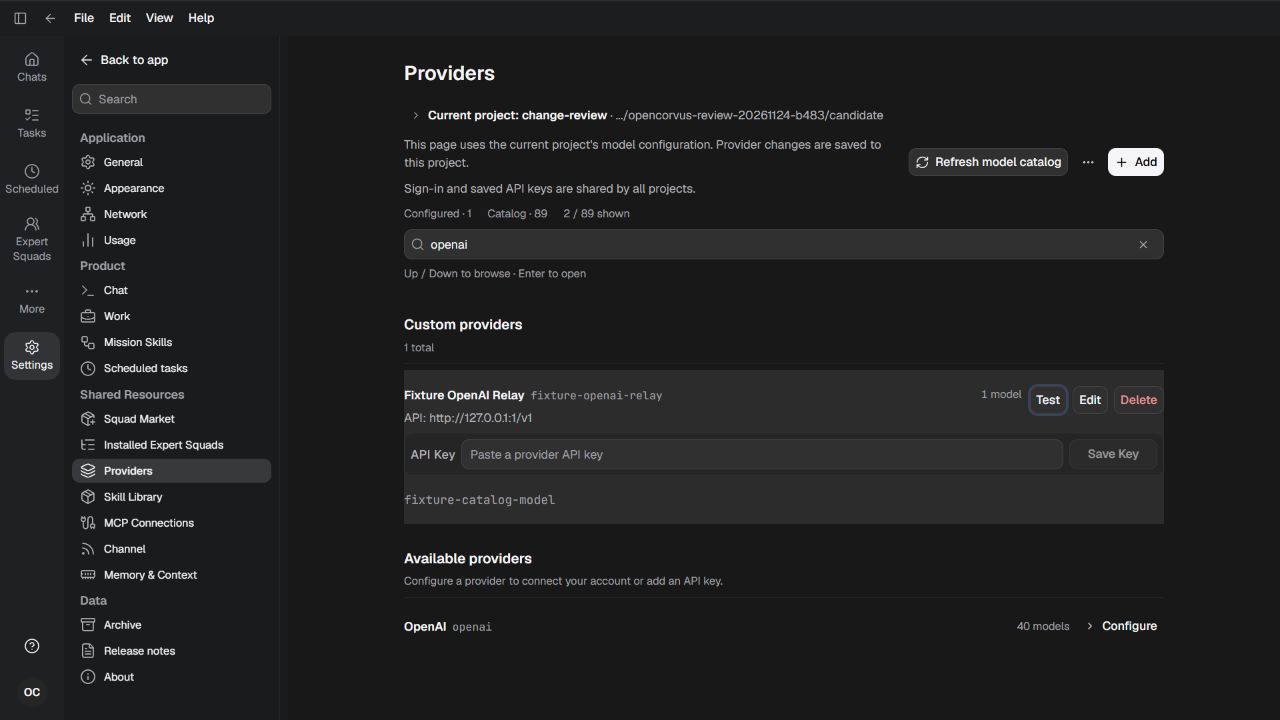 File Edit View Help
Chats
Tasks
Scheduled
Expert
Squads
More
Settings
OC
Back to app
Search
Application
General
Appearance
Network
Usage
Product
Chat
Work
Mission Skills
Scheduled tasks
Shared Resources
Squad Market
Installed Expert Squads
Providers
Skill Library
MCP Connections
Channel
Memory & Context
Data
Archive
Release notes
About
Providers
Current project: change-review · .../opencorvus-review-20261124-b483/candidate
This page uses the current project's model configuration. Provider changes are saved to
this project.
Refresh model catalog ... + Add
Sign-in and saved API keys are shared by all projects.
Configured · 1 Catalog · 89 2 / 89 shown
openai
Up / Down to browse · Enter to open
Custom providers
1 total
Fixture OpenAI Relay fixture-openai-relay 1 model Test Edit Delete
API: http://127.0.0.1:1/v1
API Key Paste a provider API key Save Key
fixture-catalog-model
Available providers
Configure a provider to connect your account or add an API key.
OpenAI openai 40 models Configure